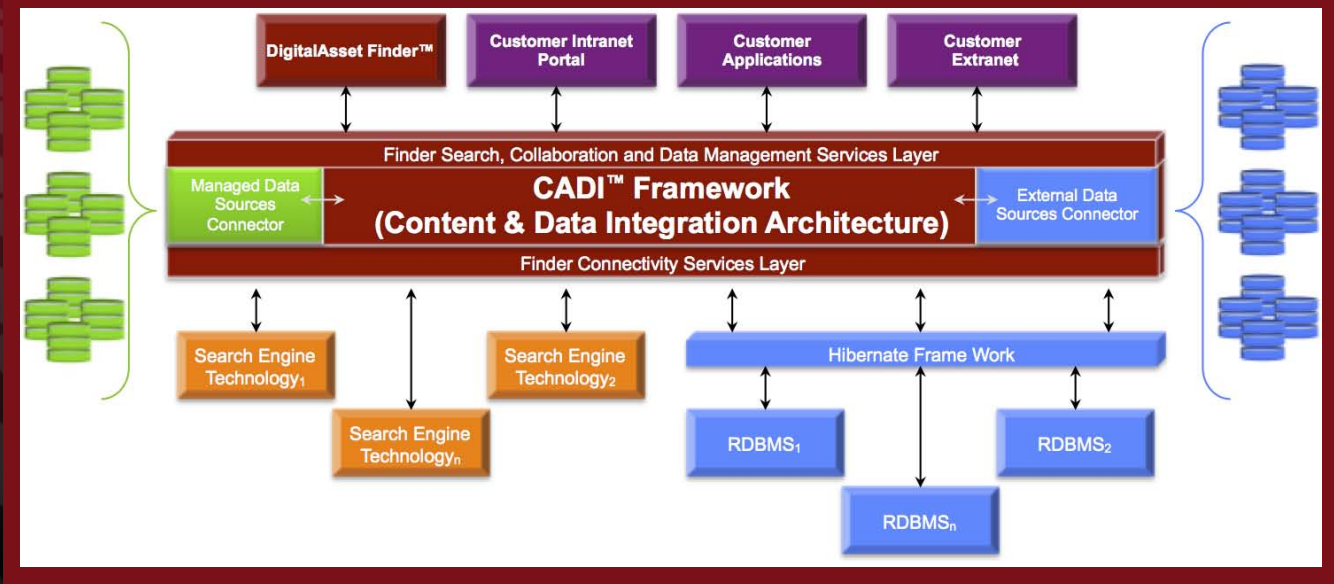 DigitalAsset Finder™
Customer Intranet
Portal
Customer
Applications
Customer
Extranet
Finder Search, Collaboration and Data Management Services Layer
Managed Data
Sources
Connector
CADI™ Framework
(Content & Data Integration Architecture)
External Data
Sources Connector
Finder Connectivity Services Layer
Search Engine
Technology₁
Search Engine
Technology₂
Hibernate Frame Work
Search Engine
Technologyₙ
RDBMS₁
RDBMS₂
RDBMSₙ